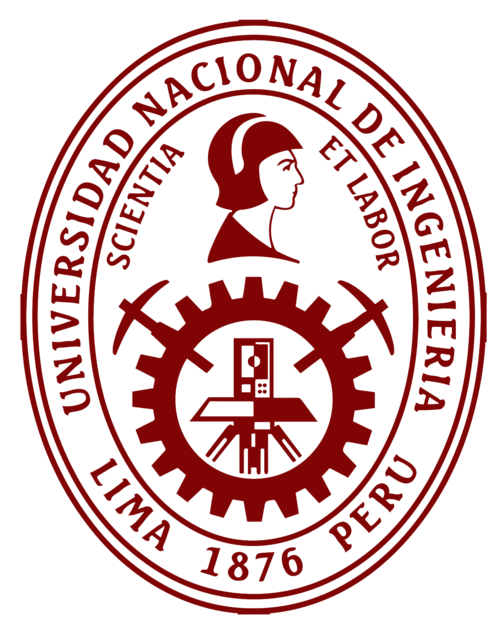 UNIVERSIDAD NACIONAL DE INGENIERIA
SCIENTIA ET LABOR
LIMA 1876 PERU